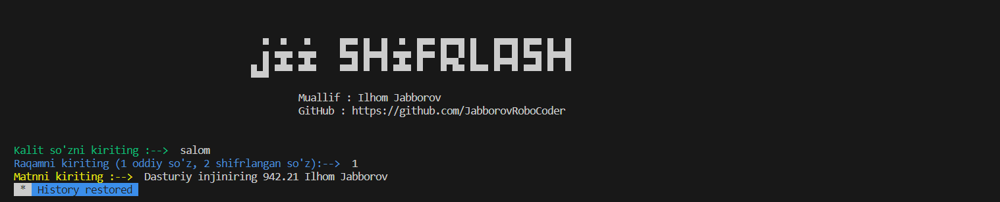 jii SHiFRLASH
Muallif : Ilhom Jabborov
GitHub : https://github.com/JabborovRoboCoder
Kalit so'zni kiriting :--> salom
Raqamni kiriting (1 oddiy so'z, 2 shifrlangan so'z):--> 1
Matnni kiriting :--> Dasturiy injiniring 942.21 Ilhom Jabborov
* History restored